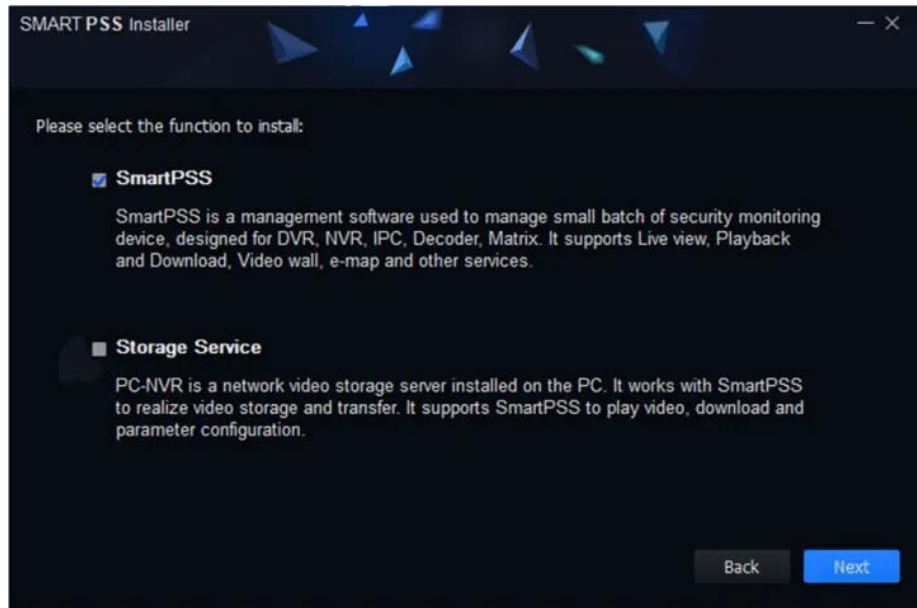 SMART PSS Installer
Please select the function to install:
SmartPSS
SmartPSS is a management software used to manage small batch of security monitoring
device, designed for DVR, NVR, IPC, Decoder, Matrix. It supports Live view, Playback
and Download, Video wall, e-map and other services.
Storage Service
PC-NVR is a network video storage server installed on the PC. It works with SmartPSS
to realize video storage and transfer. It supports SmartPSS to play video, download and
parameter configuration.
Back Next